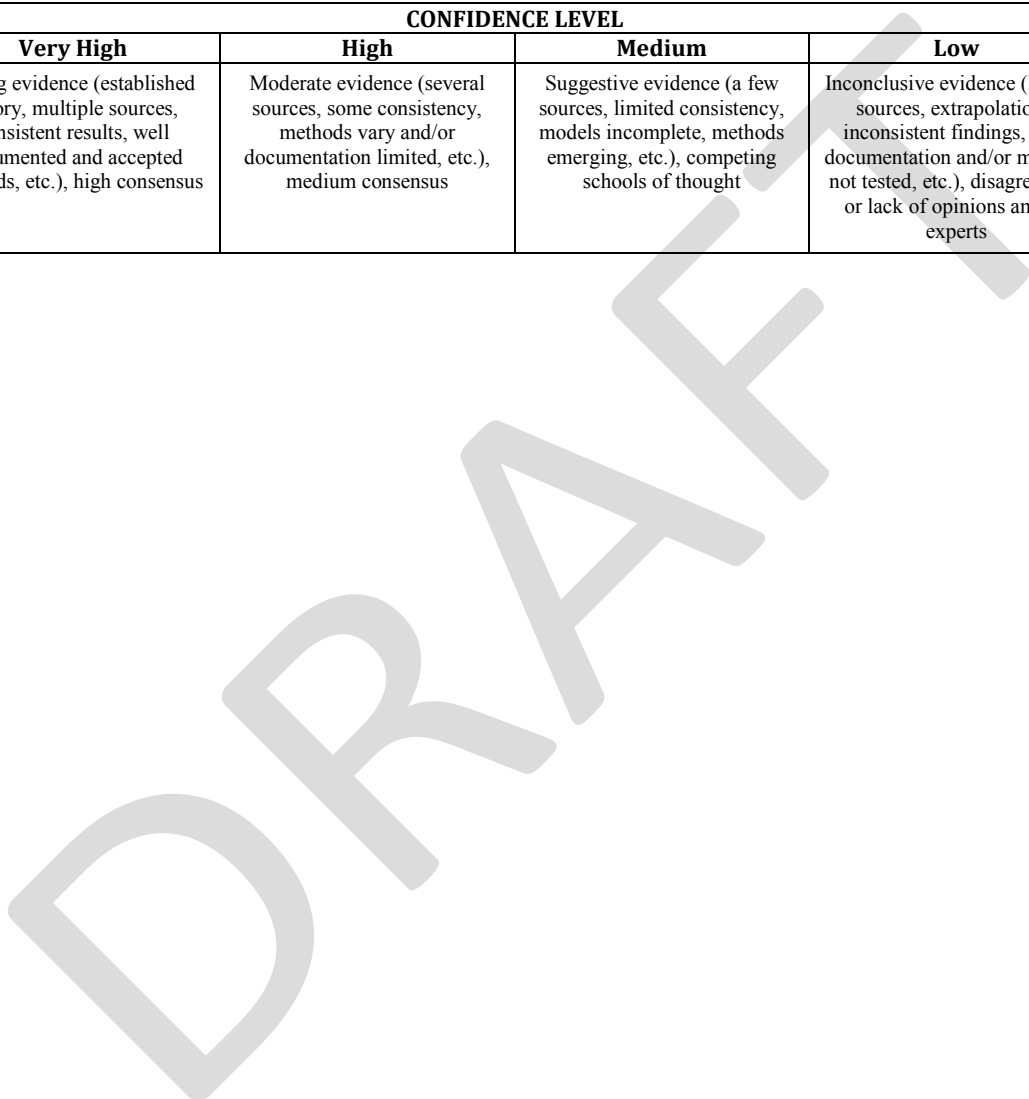 CONFIDENCE LEVEL
Very High High Medium Low
g evidence (established
ory, multiple sources,
nsistent results, well
umented and accepted
ds, etc.), high consensus
Moderate evidence (several
sources, some consistency,
methods vary and/or
documentation limited, etc.),
medium consensus
Suggestive evidence (a few
sources, limited consistency,
models incomplete, methods
emerging, etc.), competing
schools of thought
Inconclusive evidence (
sources, extrapolatio
inconsistent findings,
documentation and/or m
not tested, etc.), disagre
or lack of opinions an
experts
DRAFT